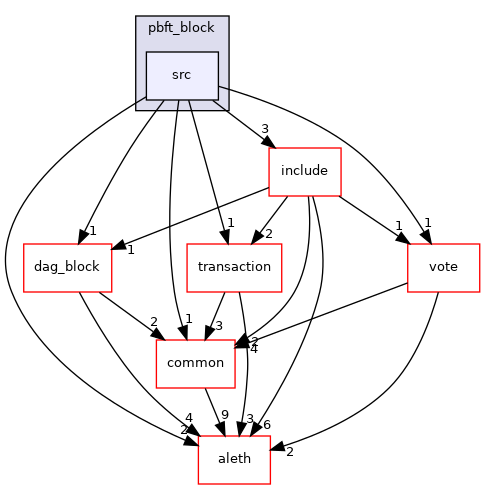 pbft_block
src
3
include
1
1
1
1
2
1
dag_block
transaction
vote
2
1
3
2
4
common
4
2
9
3
6
2
aleth